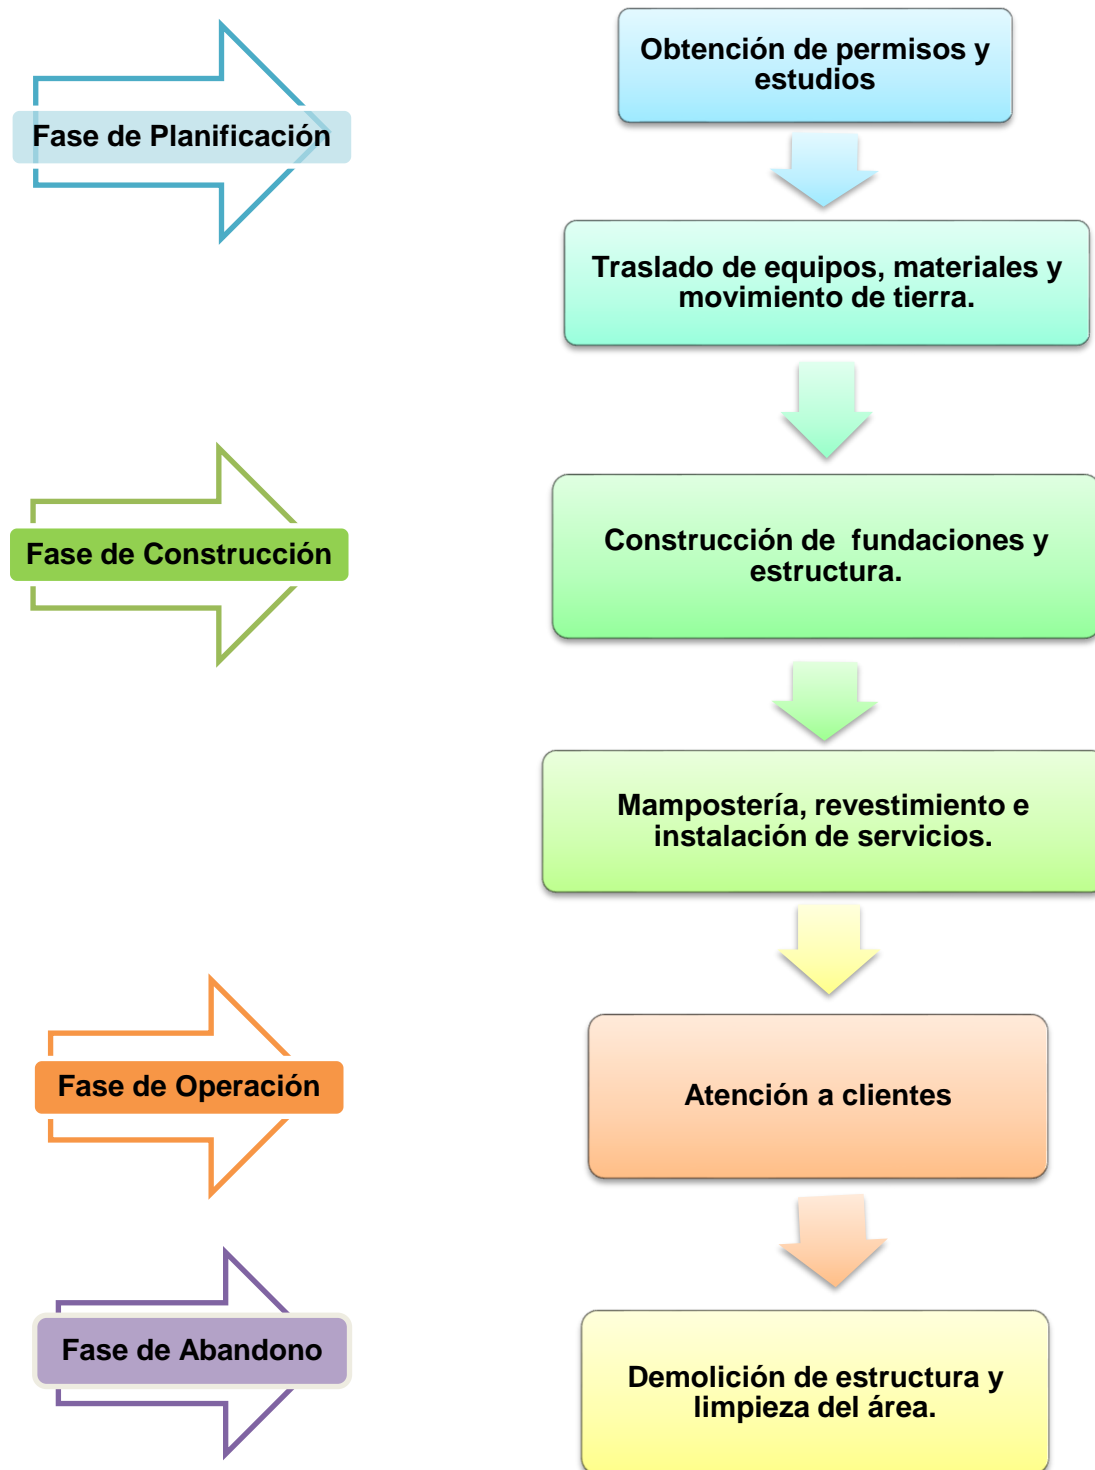 Obtención de permisos y
estudios
Fase de Planificación
Traslado de equipos, materiales y
movimiento de tierra.
Fase de Construcción
Construcción de  fundaciones y
estructura.
Mampostería, revestimiento e
instalación de servicios.
Fase de Operación
Atención a clientes
Fase de Abandono
Demolición de estructura y
limpieza del área.